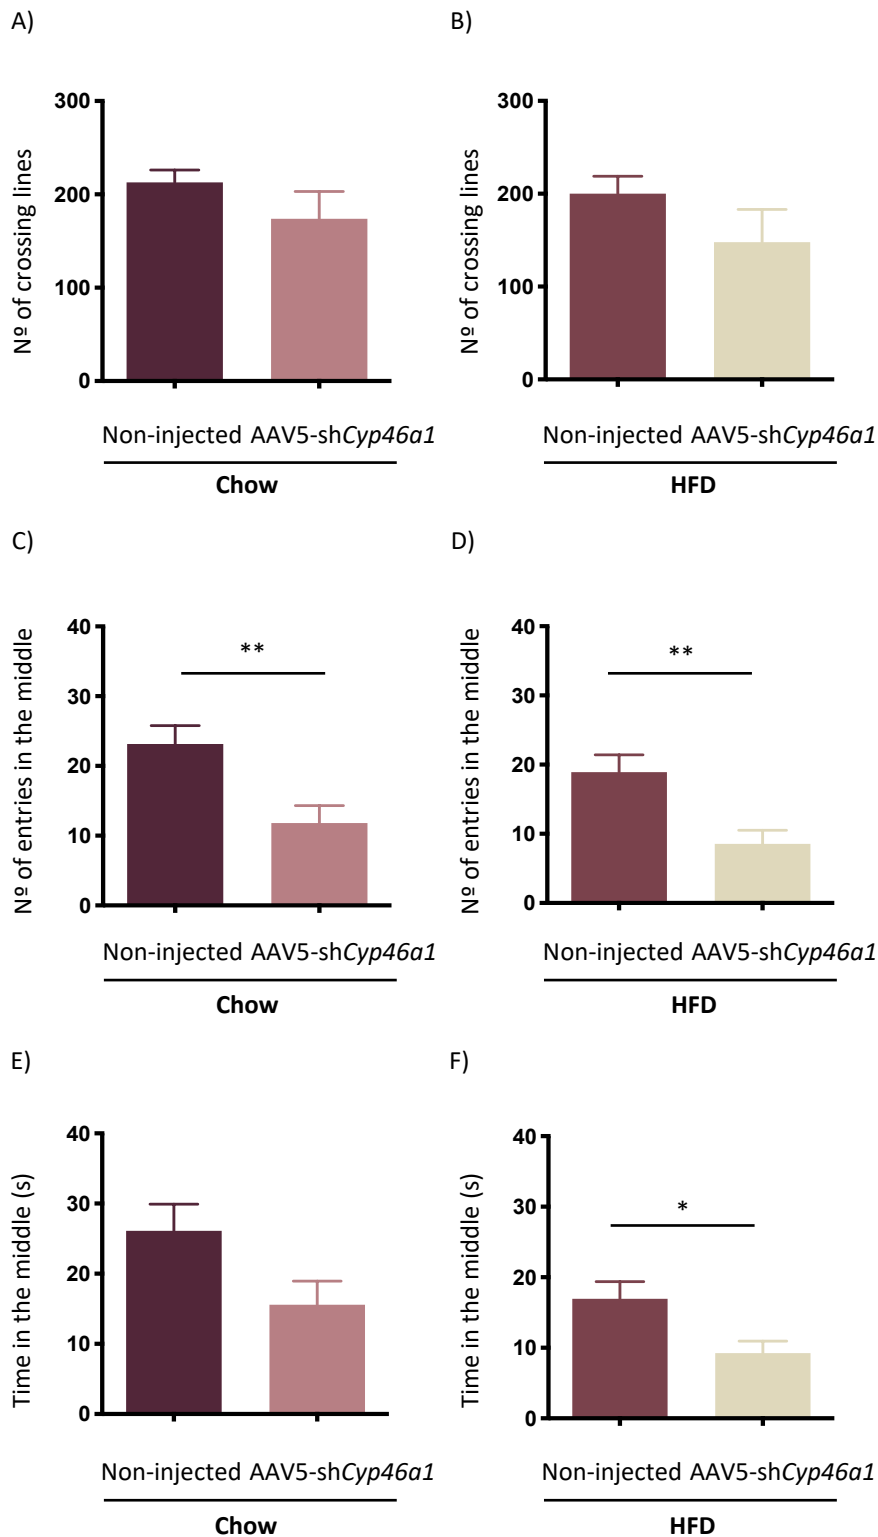 A)
B)
300
200
100
0
Nº of crossing lines
Non-injected AAV5-shCyp46a1
Chow
300
200
100
0
Nº of crossing lines
Non-injected AAV5-shCyp46a1
HFD
C)
D)
40
30
20
10
0
Nº of entries in the middle
**
Non-injected AAV5-shCyp46a1
Chow
40
30
20
10
0
Nº of entries in the middle
**
Non-injected AAV5-shCyp46a1
HFD
E)
F)
40
30
20
10
0
Time in the middle (s)
Non-injected AAV5-shCyp46a1
Chow
40
30
20
10
0
Time in the middle (s)
*
Non-injected AAV5-shCyp46a1
HFD